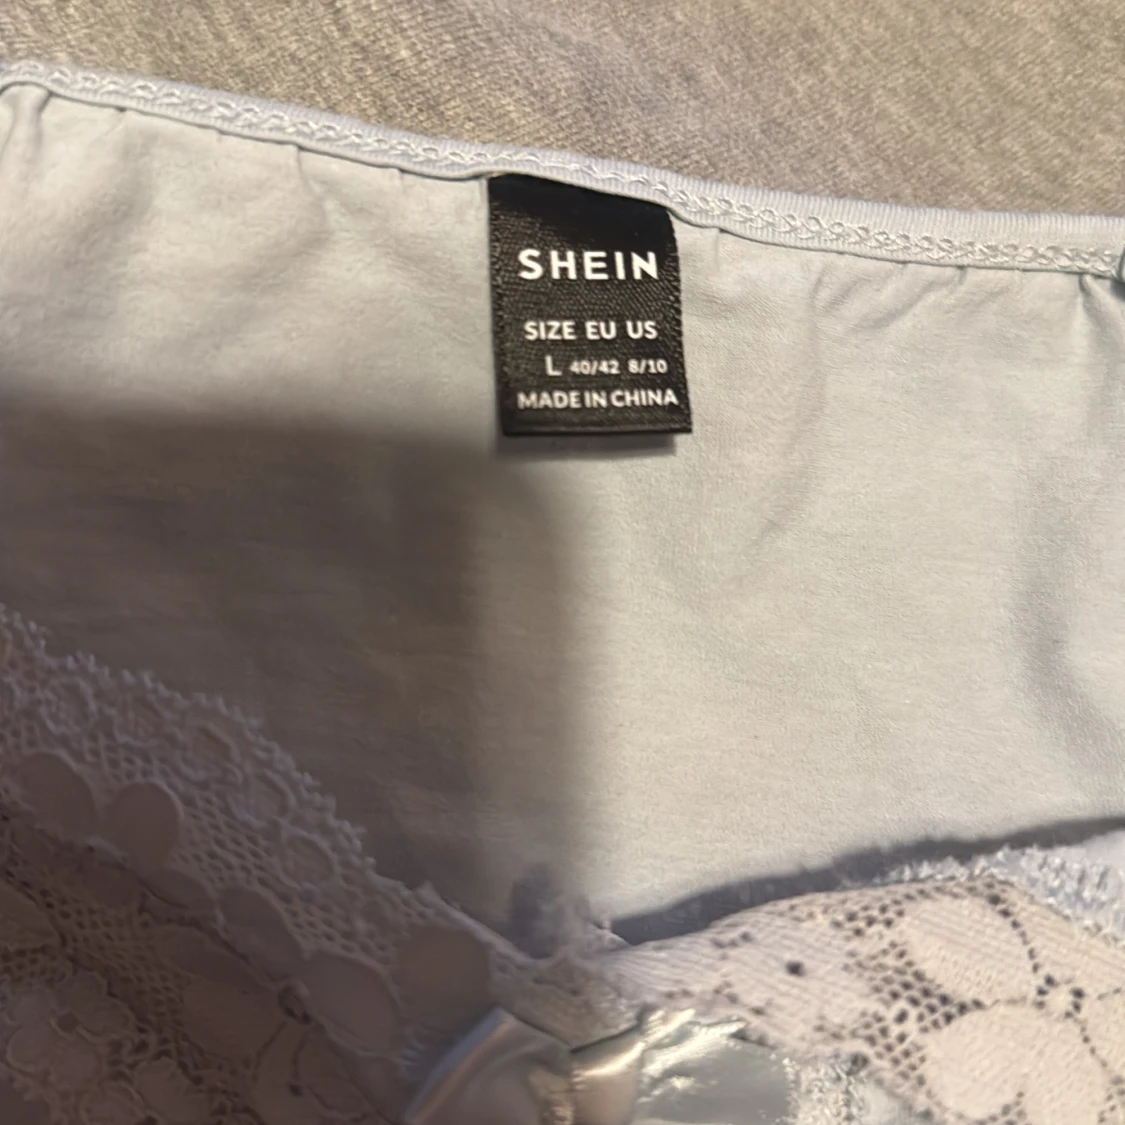 SHEIN
SIZE EU US
L 40/42 8/10
MADE IN CHINA